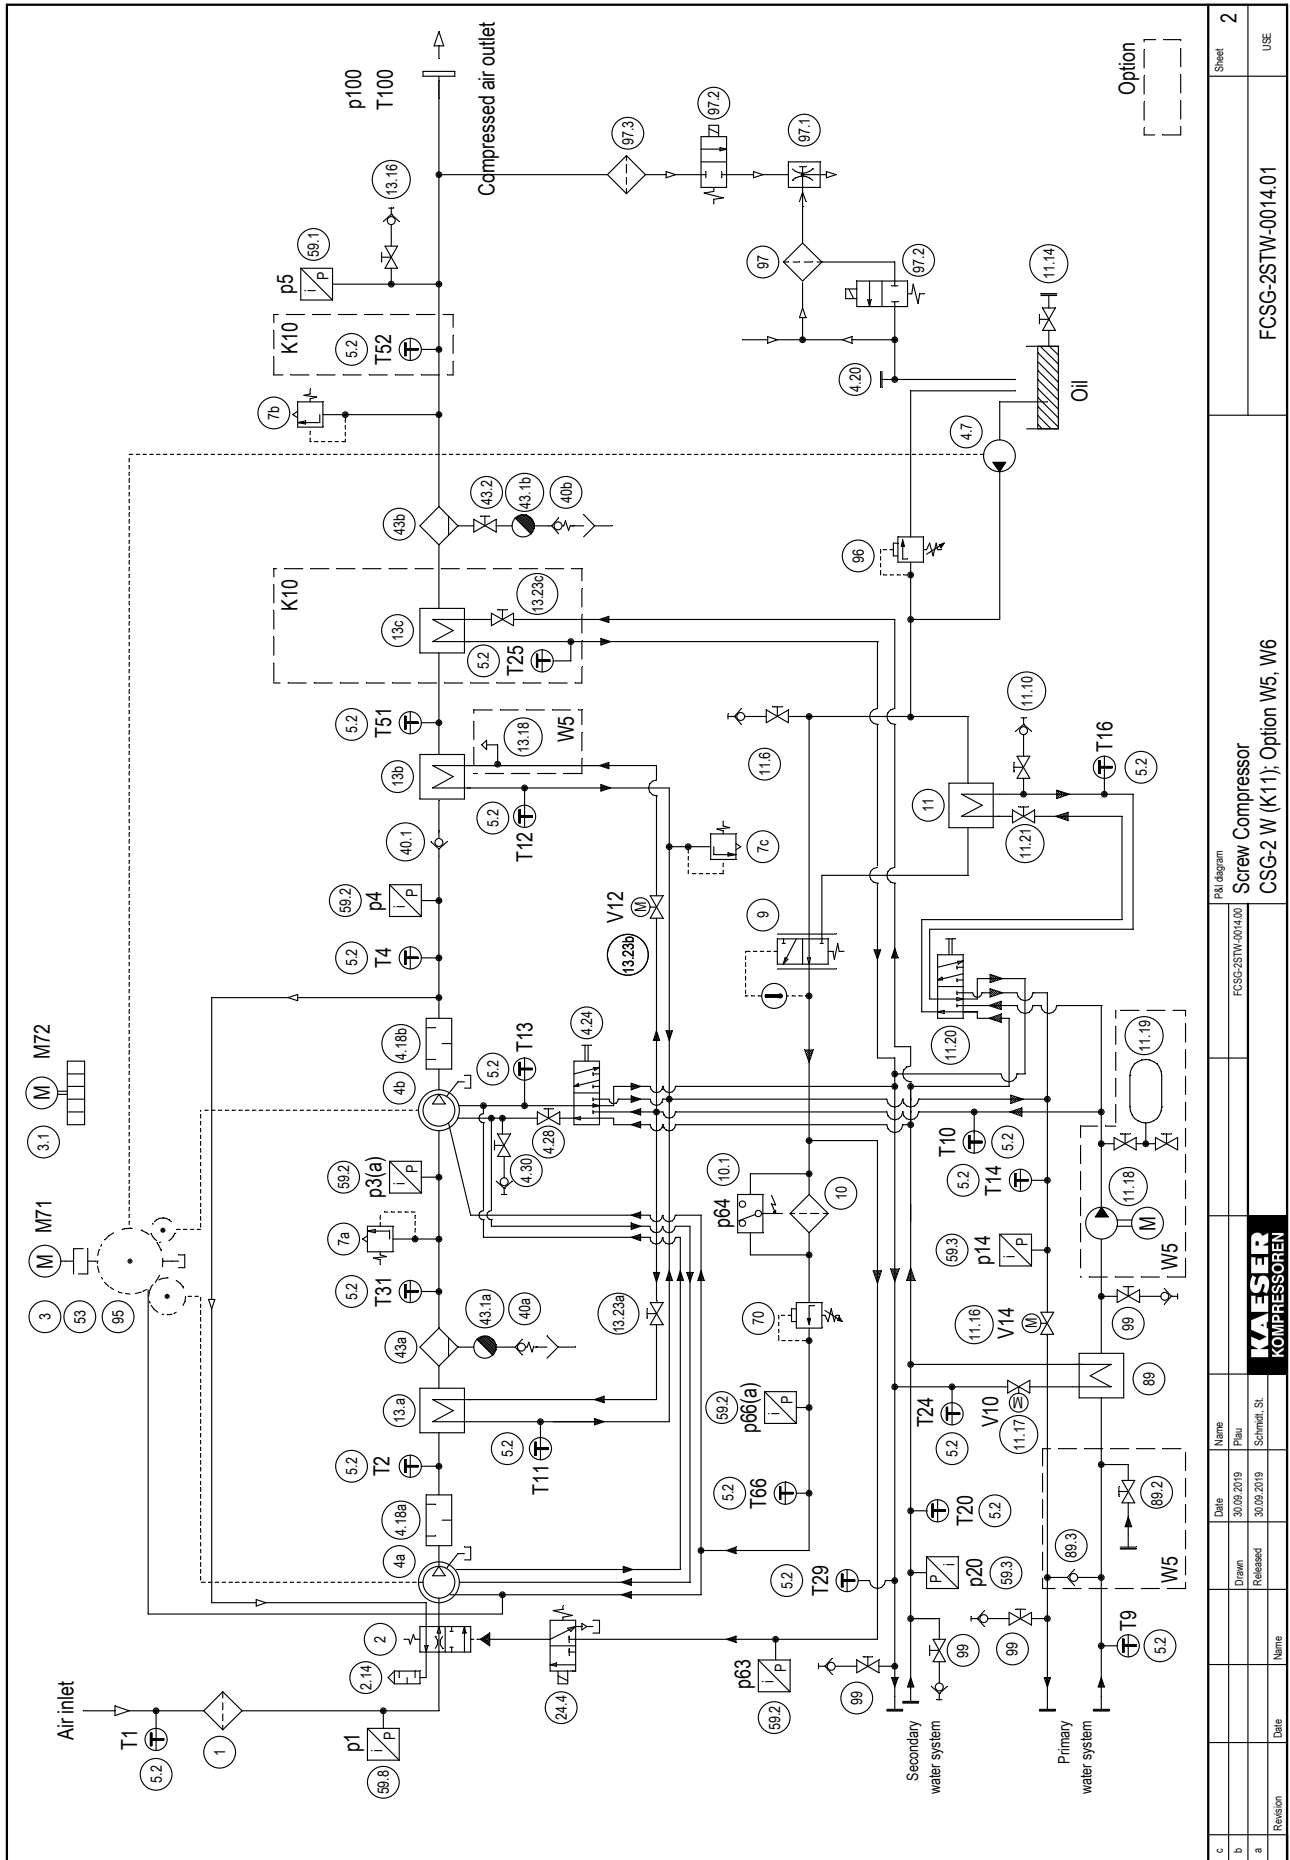 Air inlet
T1
5.2
1
p1
59.8
2.14
2
4a
4.18a
T2
5.2
13.a
T11
5.2
43a
43.1a
40a
T31
5.2
7a
p3(a)
59.2
4b
4.18b
T13
5.2
4.24
4.28
4.30
T4
5.2
p4
59.2
40.1
13b
T12
5.2
13.18
W5
T51
5.2
K10
13c
13.23c
T25
5.2
43b
43.2
43.1b
40b
7b
K10
T52
5.2
p5
59.1
13.16
p100
T100
Compressed air outlet
3
53
95
M
M71
3.1
M
M72
13.23a
13.23b
V12
M
7c
97.3
97.2
97.1
97
97.2
4.20
11.14
Oil
4.7
96
24.4
p63
59.2
T66
5.2
p66(a)
59.2
70
p64
10.1
10
9
11.6
11
11.10
11.21
T16
5.2
11.20
Secondary
water system
Primary
water system
99
99
99
T29
5.2
p20
59.3
T20
5.2
T24
5.2
V10
11.17
M
T9
5.2
89.3
89.2
W5
89
V14
11.16
M
99
p14
59.3
T14
5.2
T10
5.2
11.18
M
W5
11.19
Option
c
b
a
Revision
Date
Name
Date
Name
Drawn
30.09.2019
Plau
Released
30.09.2019
Schmidt, St.
KAESER
KOMPRESSOREN
FCSG-2STW-0014.00
P&I diagram
Screw Compressor
CSG-2 W (K11); Option W5, W6
FCSG-2STW-0014.01
Sheet
2
USE